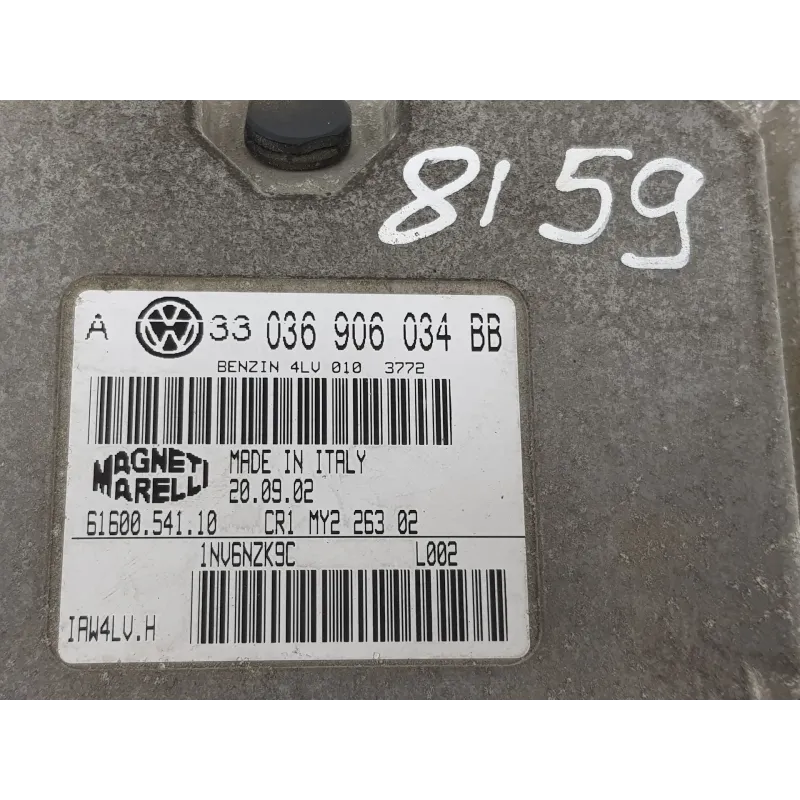 8159
A VW 33 036 906 034 BB
BENZIN 4LV 010 3772
MAGNETI MARELLI
MADE IN ITALY
20.09.02
61600.541.10 CR1 MY2 263 02
1NV6NZK9C L002
IAW4LV.H